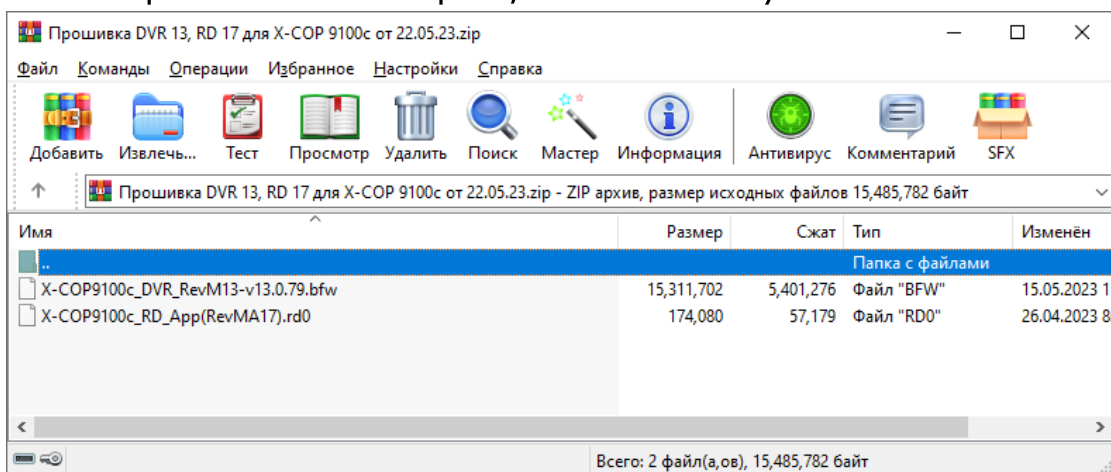 Прошивка DVR 13, RD 17 для X-COP 9100с от 22.05.23.zip
Файл Команды Операции Избранное Настройки Справка
Добавить Извлечь... Тест Просмотр Удалить Поиск Мастер Информация Антивирус Комментарий SFX
Прошивка DVR 13, RD 17 для X-COP 9100с от 22.05.23.zip - ZIP архив, размер исходных файлов 15,485,782 байт
Имя Размер Сжат Тип Изменён
.. Папка с файлами
X-COP9100c_DVR_RevM13-v13.0.79.bfw 15,311,702 5,401,276 Файл "BFW" 15.05.2023 1
X-COP9100c_RD_App(RevMA17).rd0 174,080 57,179 Файл "RD0" 26.04.2023 8
Всего: 2 файл(а,ов), 15,485,782 байт